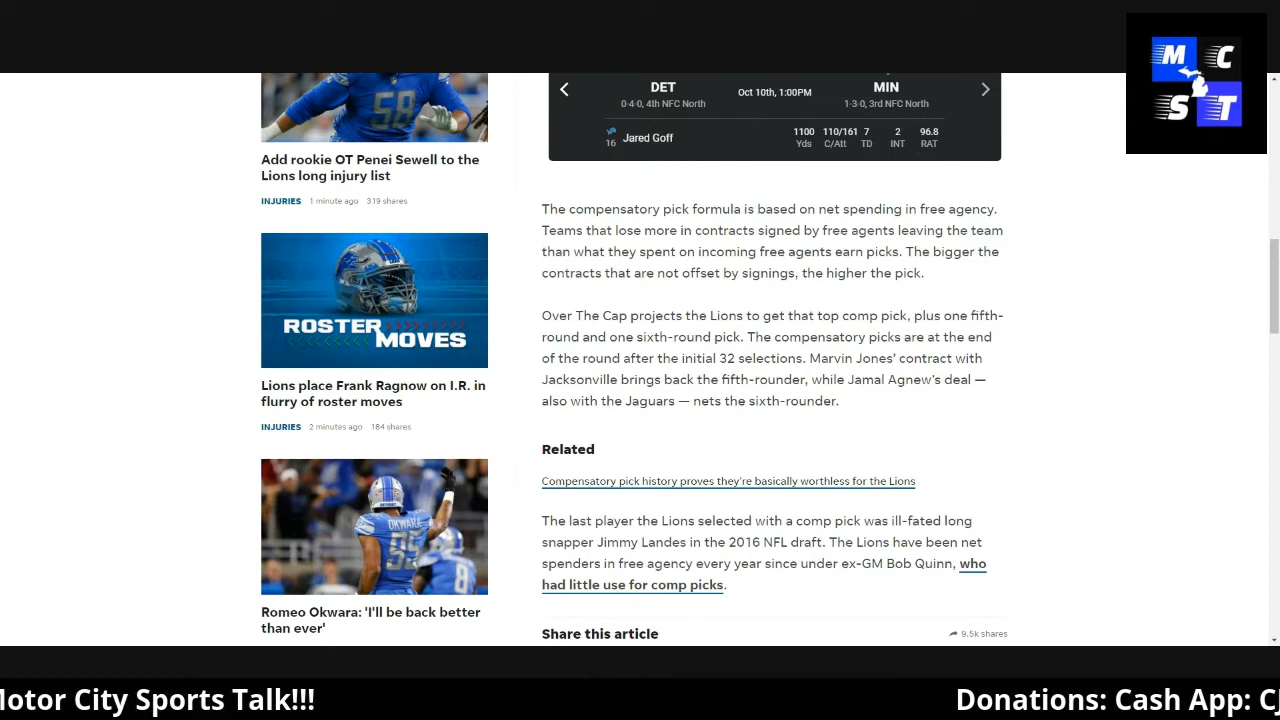 M C
S T
58
Add rookie OT Penei Sewell to the
Lions long injury list
INJURIES 1 minute ago 319 shares
ROSTER
MOVES
Lions place Frank Ragnow on I.R. in
flurry of roster moves
INJURIES 2 minutes ago 184 shares
OKWARA
95
8
Romeo Okwara: 'I'll be back better
than ever'
DET Oct 10th, 1:00PM MIN
0-4-0, 4th NFC North 1-3-0, 3rd NFC North
16 Jared Goff 1100 110/161 7 2 96.8
Yds C/Att TD INT RAT
The compensatory pick formula is based on net spending in free agency.
Teams that lose more in contracts signed by free agents leaving the team
than what they spent on incoming free agents earn picks. The bigger the
contracts that are not offset by signings, the higher the pick.
Over The Cap projects the Lions to get that top comp pick, plus one fifth-
round and one sixth-round pick. The compensatory picks are at the end
of the round after the initial 32 selections. Marvin Jones' contract with
Jacksonville brings back the fifth-rounder, while Jamal Agnew's deal —
also with the Jaguars — nets the sixth-rounder.
Related
Compensatory pick history proves they're basically worthless for the Lions
The last player the Lions selected with a comp pick was ill-fated long
snapper Jimmy Landes in the 2016 NFL draft. The Lions have been net
spenders in free agency every year since under ex-GM Bob Quinn, who
had little use for comp picks.
Share this article 9.5k shares
Motor City Sports Talk!!! Donations: Cash App: